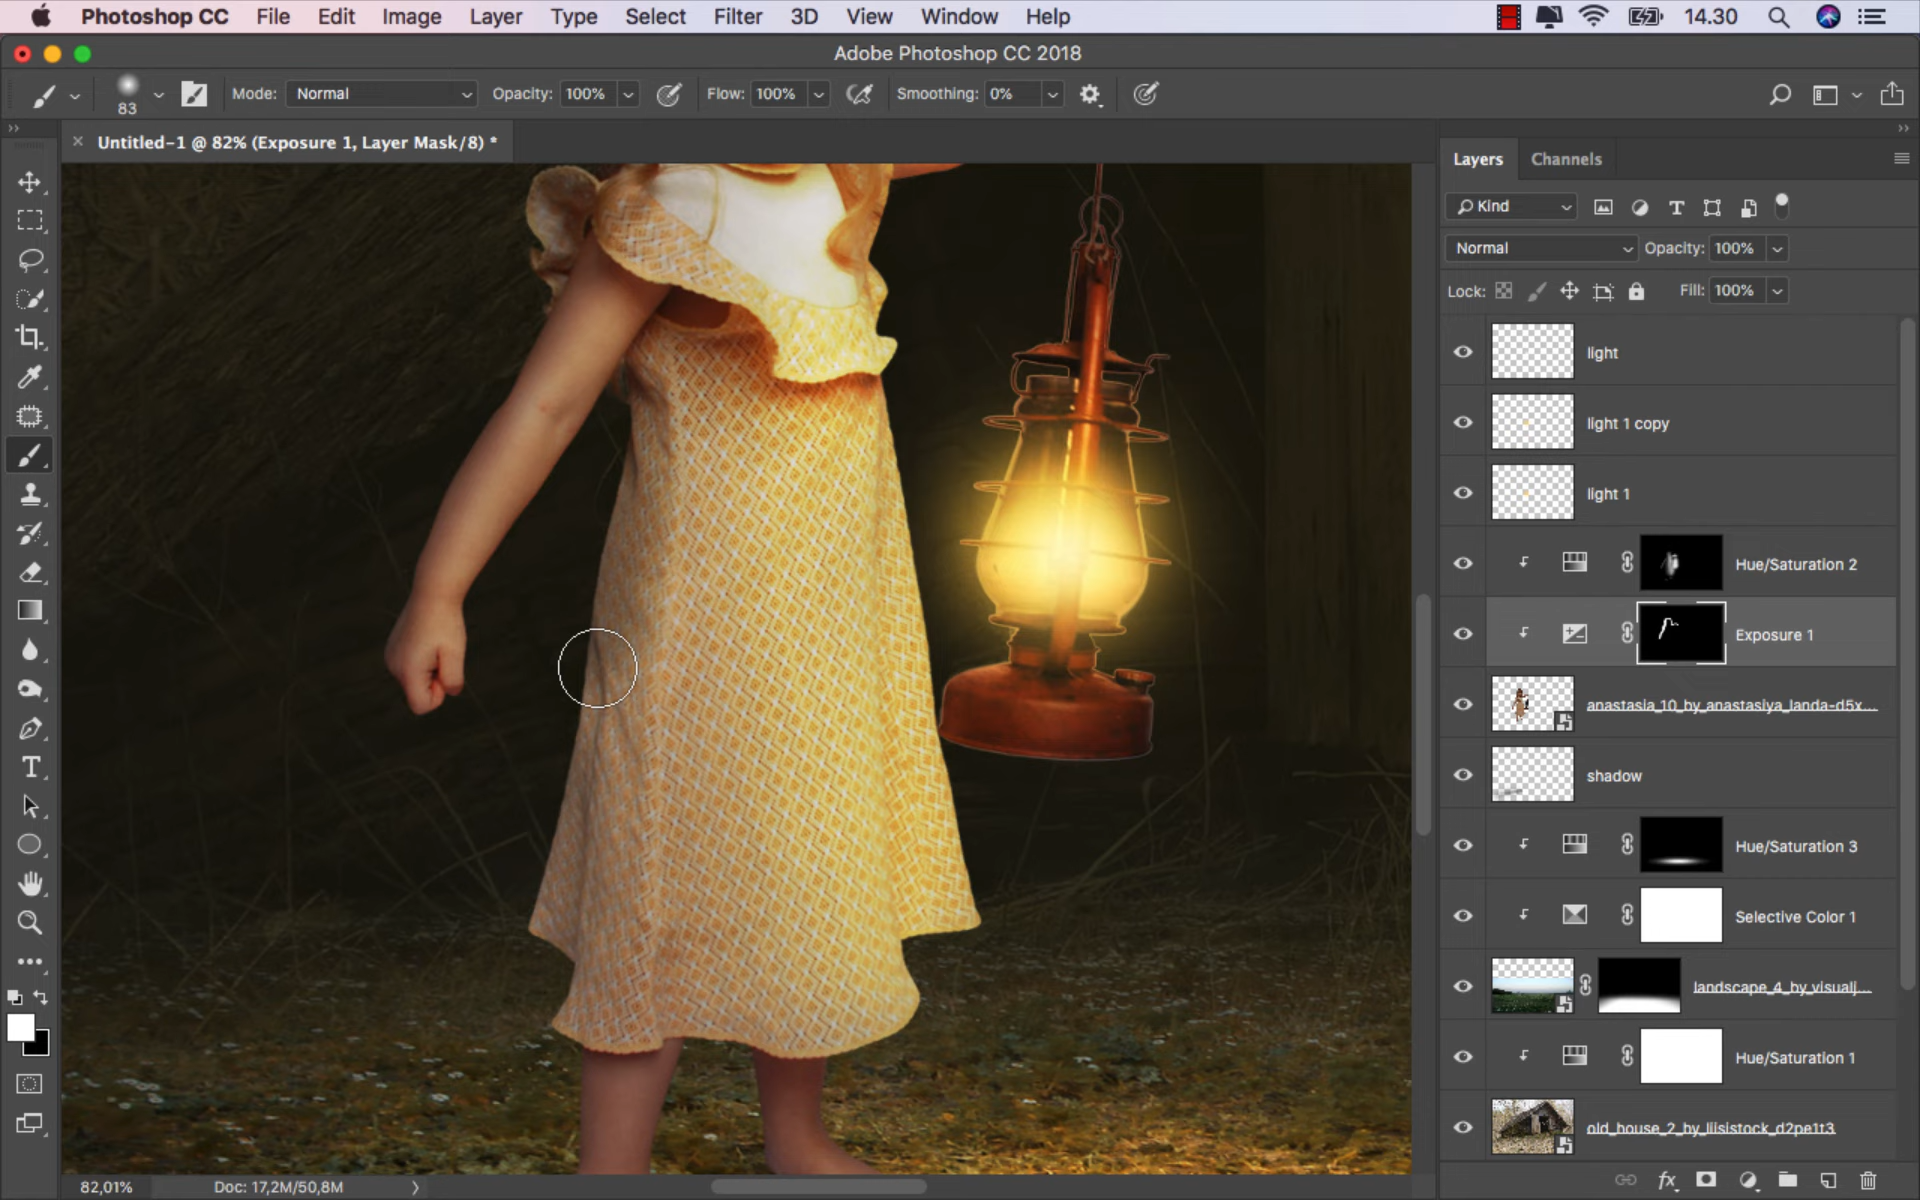 Photoshop CC File Edit Image Layer Type Select Filter 3D View Window Help 14.30
Adobe Photoshop CC 2018
83 Mode: Normal Opacity: 100% Flow: 100% Smoothing: 0%
Untitled-1 @ 82% (Exposure 1, Layer Mask/8) *
Layers Channels
Kind
Normal Opacity: 100%
Lock: Fill: 100%
light
light 1 copy
light 1
Hue/Saturation 2
Exposure 1
anastasia_10_by_anastasiya_landa-d5x...
shadow
Hue/Saturation 3
Selective Color 1
landscape_4_by_visualj...
Hue/Saturation 1
old_house_2_by_liisistock_d2pe1t3
82,01% Doc: 17,2M/50,8M